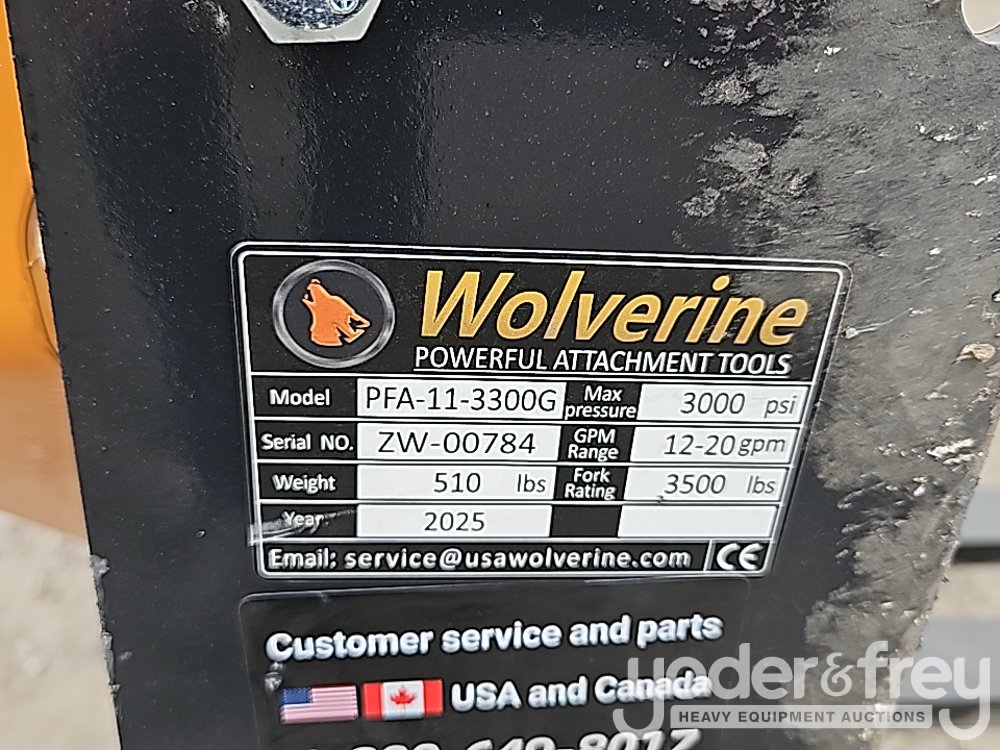 Wolverine
POWERFUL ATTACHMENT TOOLS
Model PFA-11-3300G Max pressure 3000 psi
Serial NO. ZW-00784 GPM Range 12-20 gpm
Weight 510 lbs Fork Rating 3500 lbs
Year 2025
Email: service@usawolverine.com CE
Customer service and parts
USA and Canada
yoder&frey
HEAVY EQUIPMENT AUCTIONS